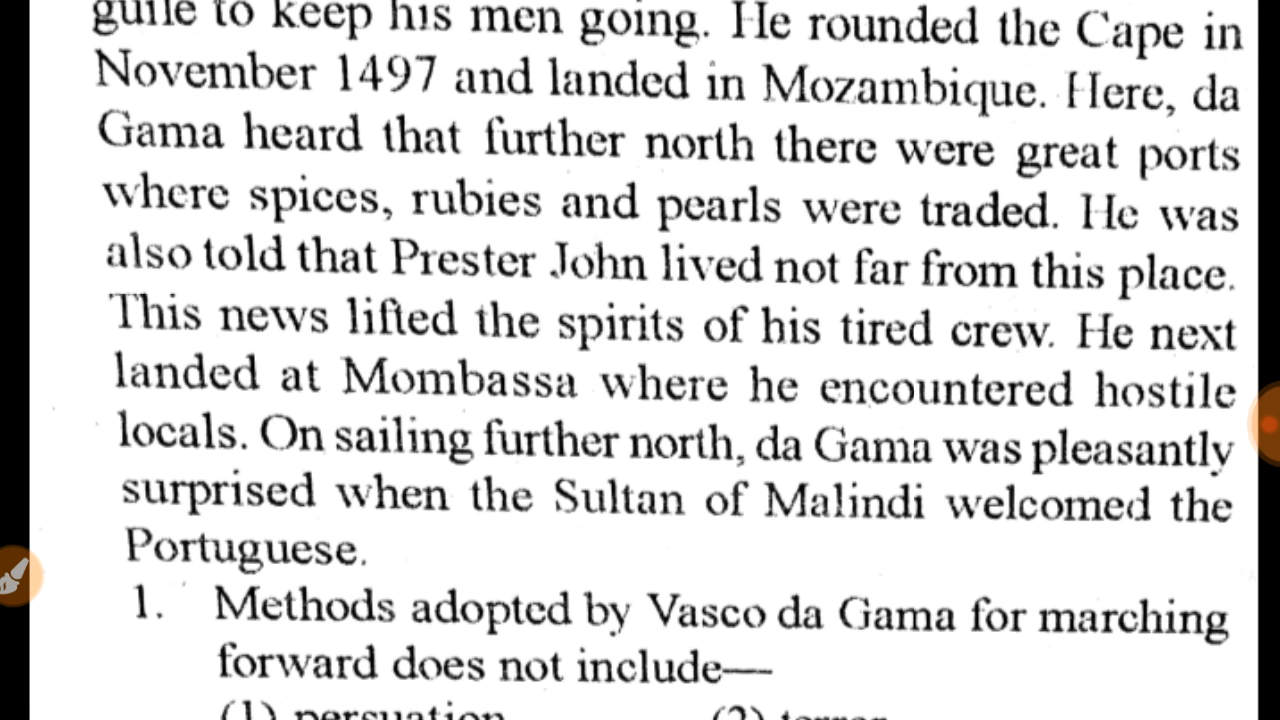 guile to keep his men going. He rounded the Cape in
November 1497 and landed in Mozambique. Here, da
Gama heard that further north there were great ports
where spices, rubies and pearls were traded. He was
also told that Prester John lived not far from this place.
This news lifted the spirits of his tired crew. He next
landed at Mombassa where he encountered hostile
locals. On sailing further north, da Gama was pleasantly
surprised when the Sultan of Malindi welcomed the
Portuguese.
1. Methods adopted by Vasco da Gama for marching
forward does not include—
(1) persuation (2) terror